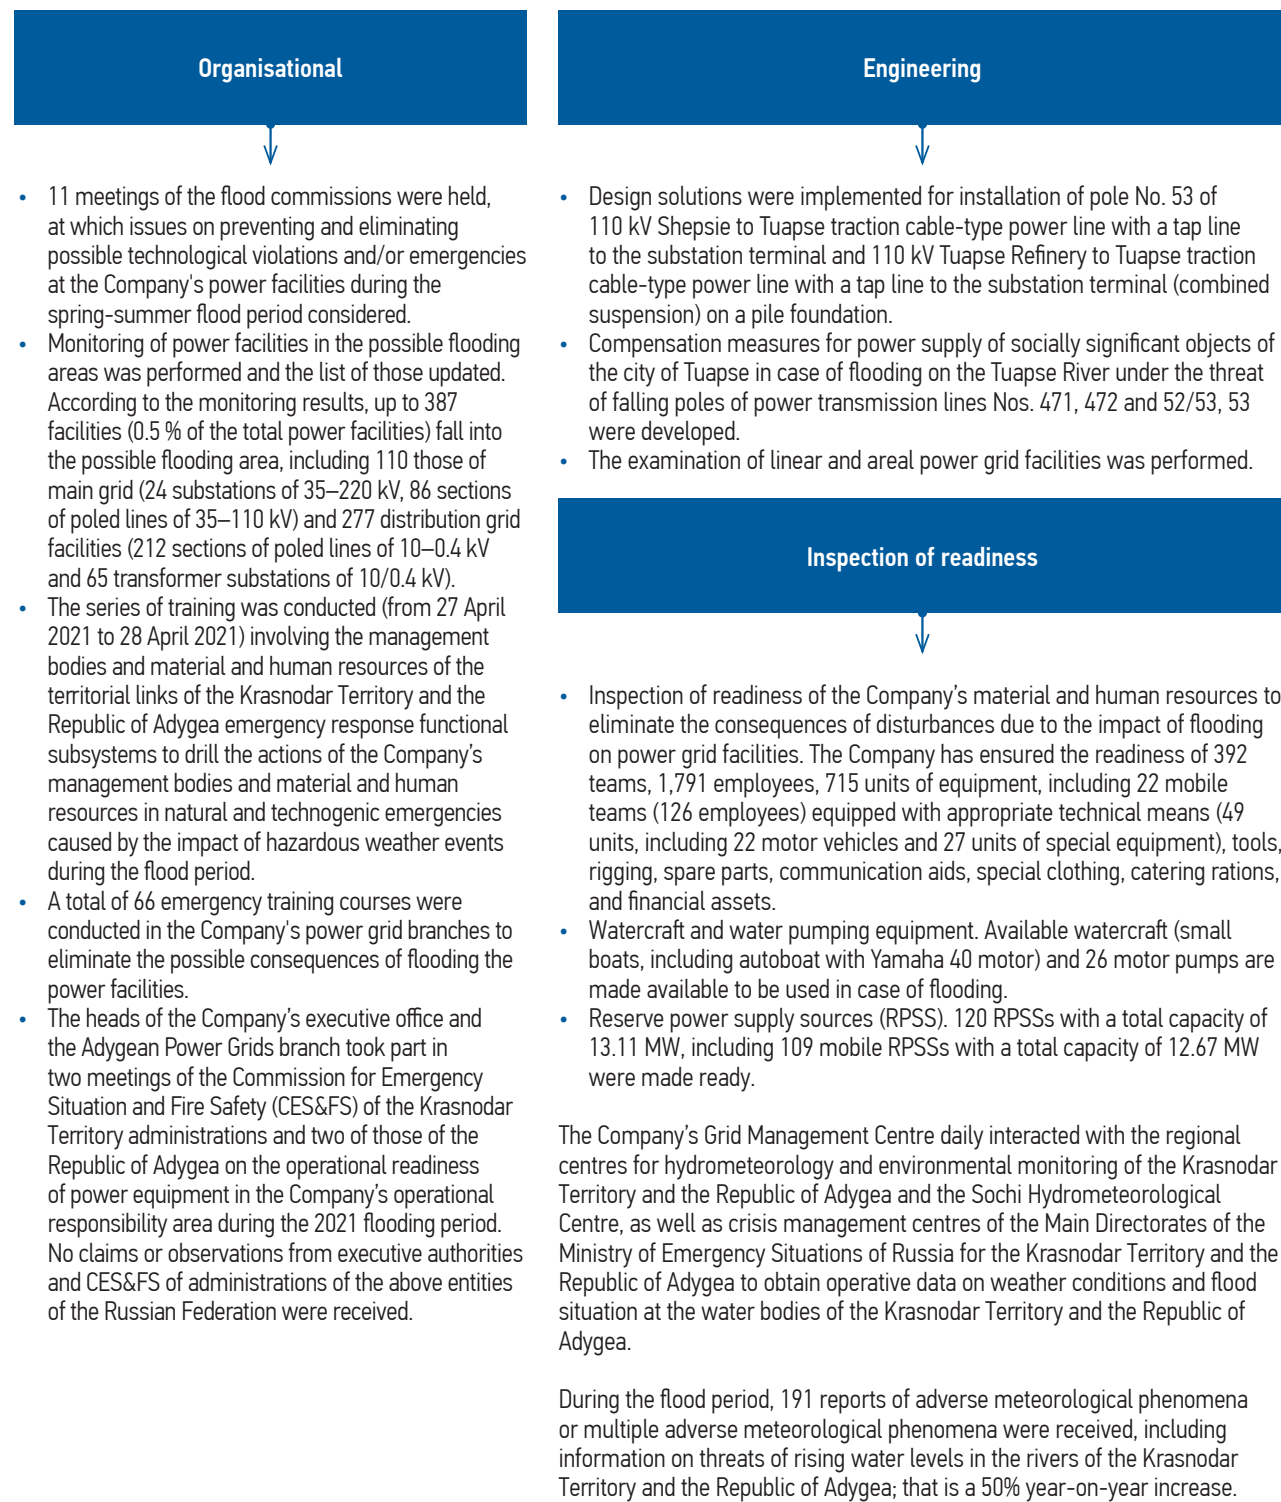 Organisational
• 11 meetings of the flood commissions were held,
at which issues on preventing and eliminating
possible technological violations and/or emergencies
at the Company's power facilities during the
spring-summer flood period considered.
• Monitoring of power facilities in the possible flooding
areas was performed and the list of those updated.
According to the monitoring results, up to 387
facilities (0.5 % of the total power facilities) fall into
the possible flooding area, including 110 those of
main grid (24 substations of 35–220 kV, 86 sections
of poled lines of 35–110 kV) and 277 distribution grid
facilities (212 sections of poled lines of 10–0.4 kV
and 65 transformer substations of 10/0.4 kV).
• The series of training was conducted (from 27 April
2021 to 28 April 2021) involving the management
bodies and material and human resources of the
territorial links of the Krasnodar Territory and the
Republic of Adygea emergency response functional
subsystems to drill the actions of the Company’s
management bodies and material and human
resources in natural and technogenic emergencies
caused by the impact of hazardous weather events
during the flood period.
• A total of 66 emergency training courses were
conducted in the Company's power grid branches to
eliminate the possible consequences of flooding the
power facilities.
• The heads of the Company’s executive office and
the Adygean Power Grids branch took part in
two meetings of the Commission for Emergency
Situation and Fire Safety (CES&FS) of the Krasnodar
Territory administrations and two of those of the
Republic of Adygea on the operational readiness
of power equipment in the Company’s operational
responsibility area during the 2021 flooding period.
No claims or observations from executive authorities
and CES&FS of administrations of the above entities
of the Russian Federation were received.
Engineering
• Design solutions were implemented for installation of pole No. 53 of
110 kV Shepsie to Tuapse traction cable-type power line with a tap line
to the substation terminal and 110 kV Tuapse Refinery to Tuapse traction
cable-type power line with a tap line to the substation terminal (combined
suspension) on a pile foundation.
• Compensation measures for power supply of socially significant objects of
the city of Tuapse in case of flooding on the Tuapse River under the threat
of falling poles of power transmission lines Nos. 471, 472 and 52/53, 53
were developed.
• The examination of linear and areal power grid facilities was performed.
Inspection of readiness
• Inspection of readiness of the Company’s material and human resources to
eliminate the consequences of disturbances due to the impact of flooding
on power grid facilities. The Company has ensured the readiness of 392
teams, 1,791 employees, 715 units of equipment, including 22 mobile
teams (126 employees) equipped with appropriate technical means (49
units, including 22 motor vehicles and 27 units of special equipment), tools,
rigging, spare parts, communication aids, special clothing, catering rations,
and financial assets.
• Watercraft and water pumping equipment. Available watercraft (small
boats, including autoboat with Yamaha 40 motor) and 26 motor pumps are
made available to be used in case of flooding.
• Reserve power supply sources (RPSS). 120 RPSSs with a total capacity of
13.11 MW, including 109 mobile RPSSs with a total capacity of 12.67 MW
were made ready.
The Company’s Grid Management Centre daily interacted with the regional
centres for hydrometeorology and environmental monitoring of the Krasnodar
Territory and the Republic of Adygea and the Sochi Hydrometeorological
Centre, as well as crisis management centres of the Main Directorates of the
Ministry of Emergency Situations of Russia for the Krasnodar Territory and the
Republic of Adygea to obtain operative data on weather conditions and flood
situation at the water bodies of the Krasnodar Territory and the Republic of
Adygea.
During the flood period, 191 reports of adverse meteorological phenomena
or multiple adverse meteorological phenomena were received, including
information on threats of rising water levels in the rivers of the Krasnodar
Territory and the Republic of Adygea; that is a 50% year-on-year increase.